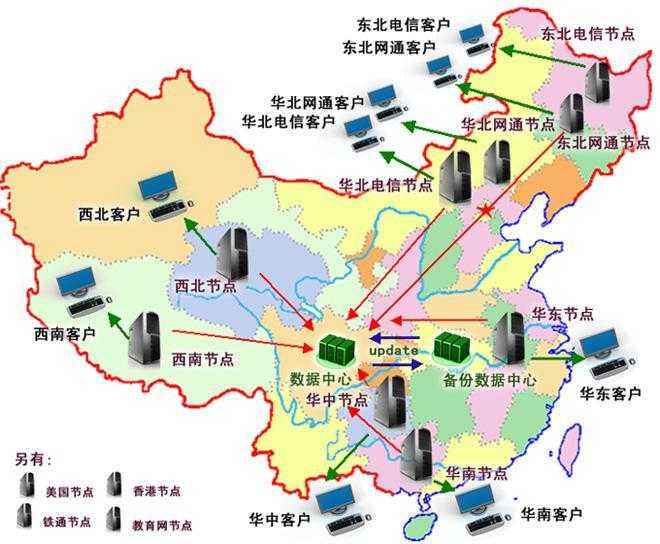 东北电信客户
东北电信节点
东北网通客户
华北网通客户
华北电信客户
华北网通节点
东北网通节点
华北电信节点
西北客户
西北节点
西南客户
西南节点
华东节点
update
数据中心
备份数据中心
华东客户
华中节点
华南节点
华中客户
华南客户
另有：
美国节点
香港节点
铁通节点
教育网节点